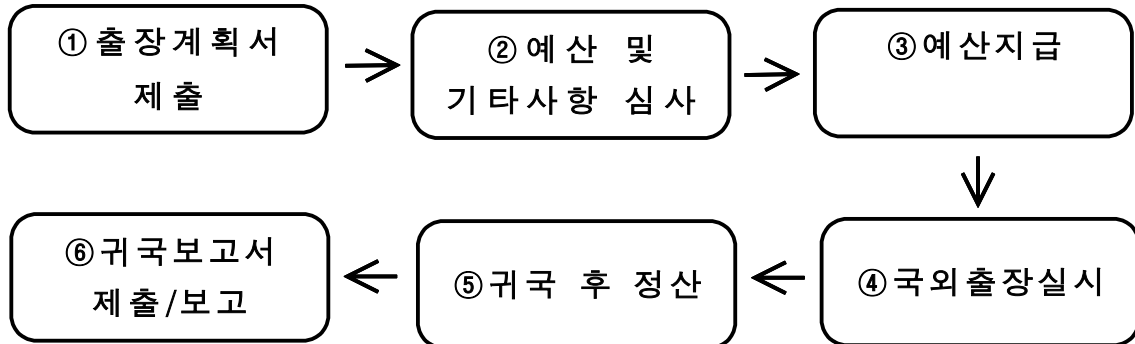 ①출장계획서
제출
②예산 및
기타사항 심사
③예산지급
④국외출장실시
⑤귀국 후 정산
⑥귀국보고서
제출/보고